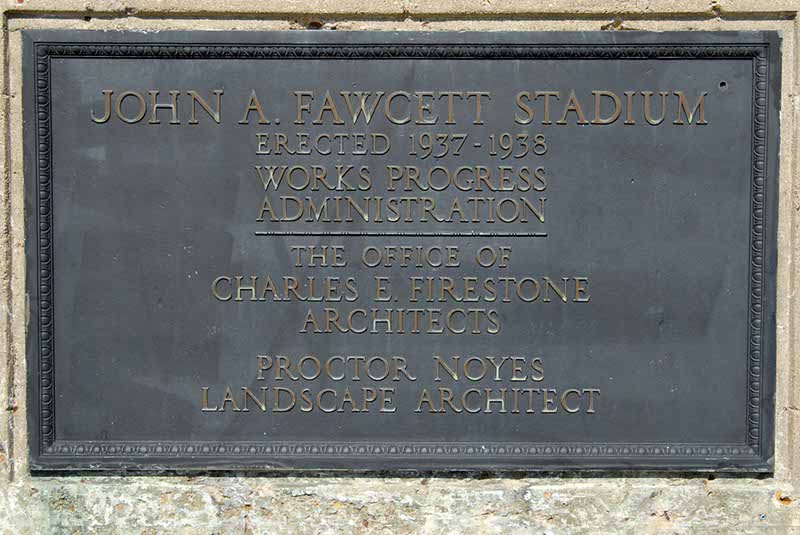 JOHN A. FAWCETT STADIUM
ERECTED 1937-1938
WORKS PROGRESS
ADMINISTRATION
THE OFFICE OF
CHARLES E. FIRESTONE
ARCHITECTS
PROCTOR NOYES
LANDSCAPE ARCHITECT